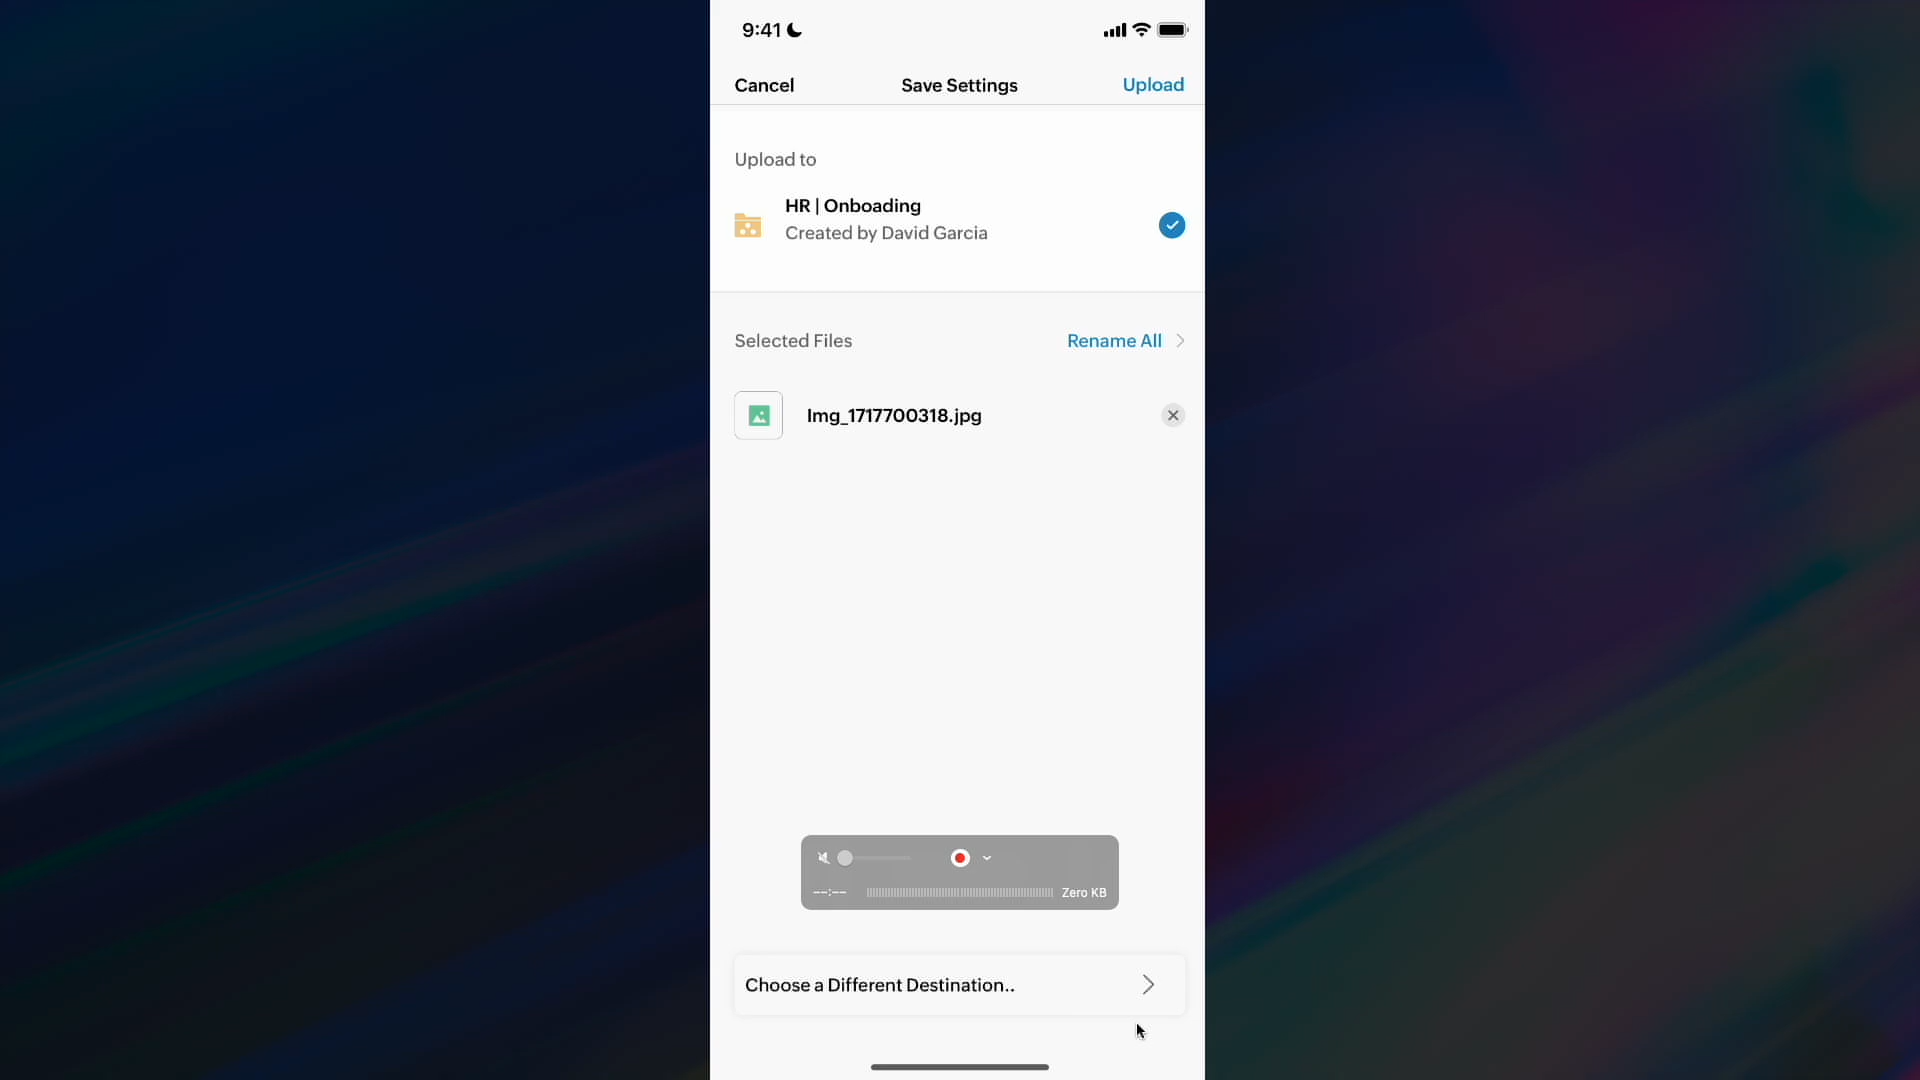 9:41
Cancel
Save Settings
Upload
Upload to
HR | Onboading
Created by David Garcia
Selected Files
Rename All
Img_1717700318.jpg
--:--
Zero KB
Choose a Different Destination..